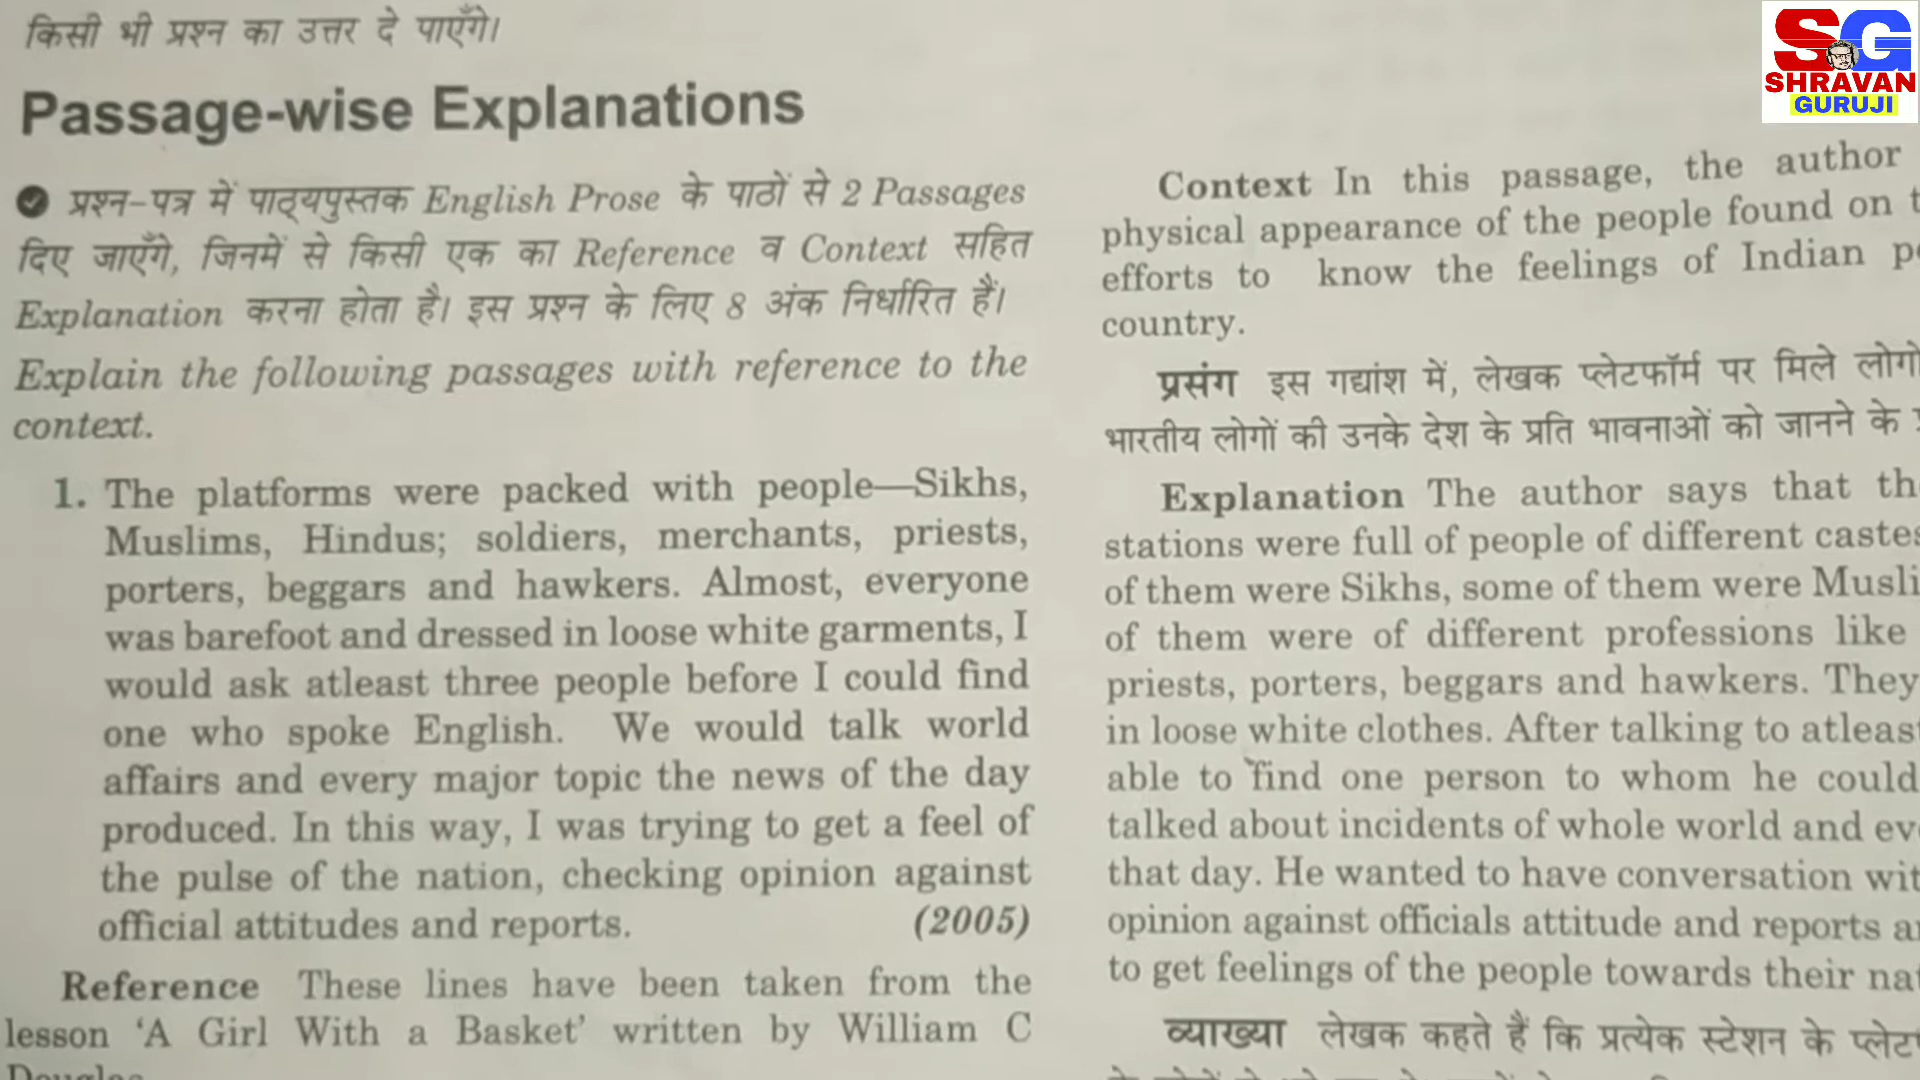 किसी भी प्रश्न का उत्तर दे पाएँगे।
Passage-wise Explanations
प्रश्न-पत्र में पाठ्यपुस्तक English Prose के पाठों से 2 Passages
दिए जाएँगे, जिनमें से किसी एक का Reference व Context सहित
Explanation करना होता है। इस प्रश्न के लिए 8 अंक निर्धारित हैं।
Explain the following passages with reference to the
context.
1. The platforms were packed with people—Sikhs,
Muslims, Hindus; soldiers, merchants, priests,
porters, beggars and hawkers. Almost, everyone
was barefoot and dressed in loose white garments, I
would ask atleast three people before I could find
one who spoke English. We would talk world
affairs and every major topic the news of the day
produced. In this way, I was trying to get a feel of
the pulse of the nation, checking opinion against
official attitudes and reports. (2005)
Reference These lines have been taken from the
lesson 'A Girl With a Basket' written by William C
Douglas
Context In this passage, the author
physical appearance of the people found on
efforts to know the feelings of Indian
country.
प्रसंग इस गद्यांश में, लेखक प्लेटफॉर्म पर मिले
भारतीय लोगों की उनके देश के प्रति भावनाओं को जानने के
Explanation The author says that
stations were full of people of different
of them were Sikhs, some of them were
of them were of different professions like
priests, porters, beggars and hawkers. They
in loose white clothes. After talking to
able to find one person to whom he could
talked about incidents of whole world and
that day. He wanted to have conversation
opinion against officials attitude and reports
to get feelings of the people towards their
व्याख्या लेखक कहते हैं कि प्रत्येक स्टेशन के
SG
SHRAVAN
GURUJI